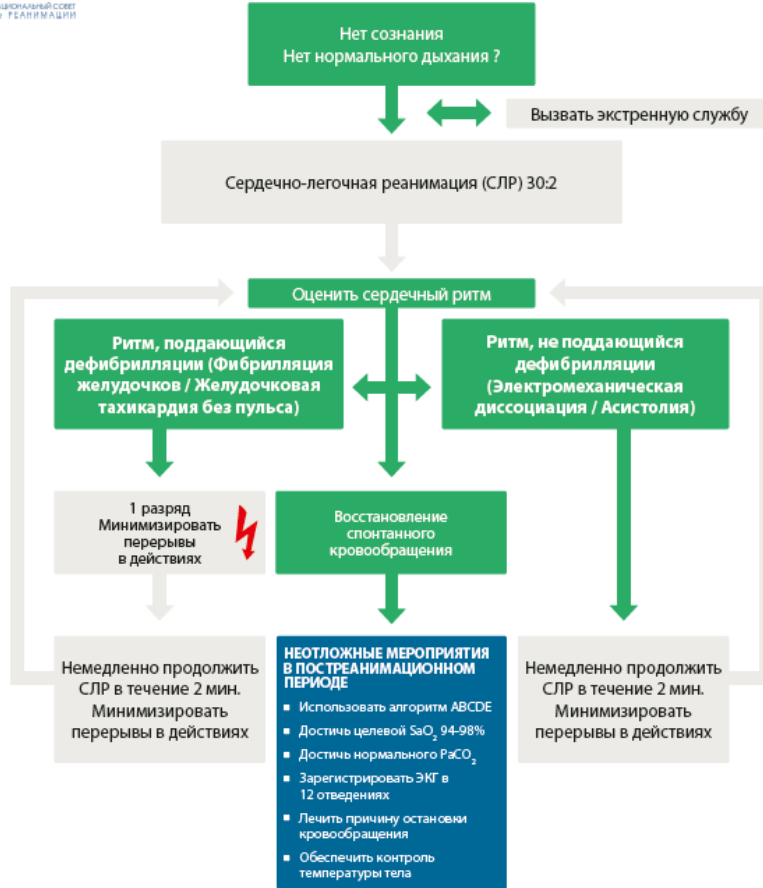 НАЦИОНАЛЬНЫЙ СОВЕТ
РЕАНИМАЦИИ
Нет сознания
Нет нормального дыхания ?
Вызвать экстренную службу
Сердечно-легочная реанимация (СЛР) 30:2
Оценить сердечный ритм
Ритм, поддающийся
дефибрилляции (Фибрилляция
желудочков / Желудочковая
тахикардия без пульса)
Ритм, не поддающийся
дефибрилляции
(Электромеханическая
диссоциация / Асистолия)
1 разряд
Минимизировать
перерывы
в действиях
Восстановление
спонтанного
кровообращения
Немедленно продолжить
СЛР в течение 2 мин.
Минимизировать
перерывы в действиях
НЕОТЛОЖНЫЕ МЕРОПРИЯТИЯ
В ПОСТРЕАНИМАЦИОННОМ
ПЕРИОДЕ
▪ Использовать алгоритм ABCDE
▪ Достичь целевой SaO₂ 94-98%
▪ Достичь нормального PaCO₂
▪ Зарегистрировать ЭКГ в
12 отведениях
▪ Лечить причину остановки
кровообращения
▪ Обеспечить контроль
температуры тела
Немедленно продолжить
СЛР в течение 2 мин.
Минимизировать
перерывы в действиях